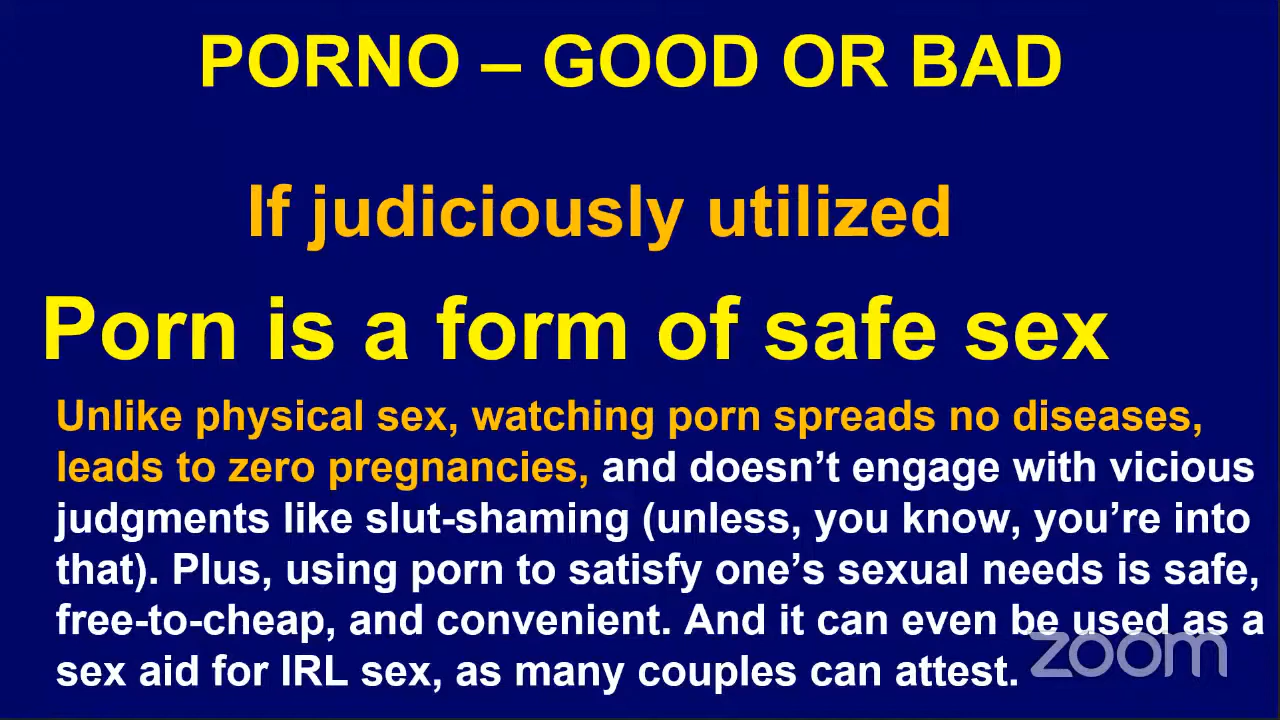 PORNO – GOOD OR BAD
If judiciously utilized
Porn is a form of safe sex
Unlike physical sex, watching porn spreads no diseases,
leads to zero pregnancies, and doesn’t engage with vicious
judgments like slut-shaming (unless, you know, you’re into
that). Plus, using porn to satisfy one’s sexual needs is safe,
free-to-cheap, and convenient. And it can even be used as a
sex aid for IRL sex, as many couples can attest.
zoom